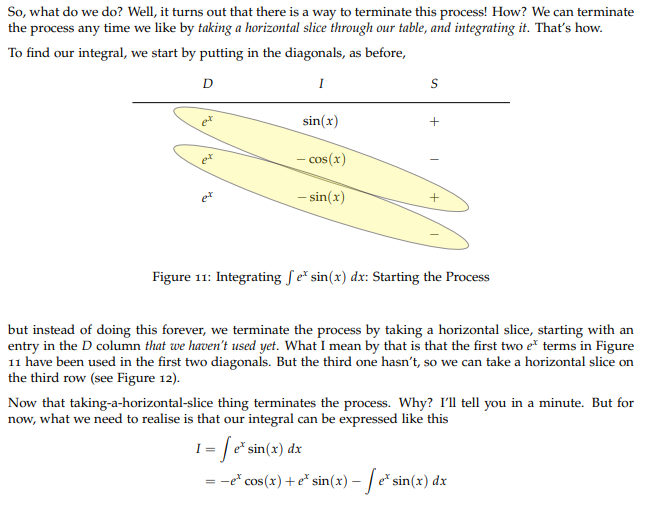 So, what do we do? Well, it turns out that there is a way to terminate this process! How? We can terminate
the process any time we like by taking a horizontal slice through our table, and integrating it. That's how.
To find our integral, we start by putting in the diagonals, as before,
D I S
e^x sin(x) +
e^x − cos(x) −
e^x − sin(x) +
−
Figure 11: Integrating ∫ e^x sin(x) dx: Starting the Process
but instead of doing this forever, we terminate the process by taking a horizontal slice, starting with an
entry in the D column that we haven't used yet. What I mean by that is that the first two e^x terms in Figure
11 have been used in the first two diagonals. But the third one hasn't, so we can take a horizontal slice on
the third row (see Figure 12).
Now that taking-a-horizontal-slice thing terminates the process. Why? I'll tell you in a minute. But for
now, what we need to realise is that our integral can be expressed like this
I = ∫ e^x sin(x) dx
= −e^x cos(x) + e^x sin(x) − ∫ e^x sin(x) dx